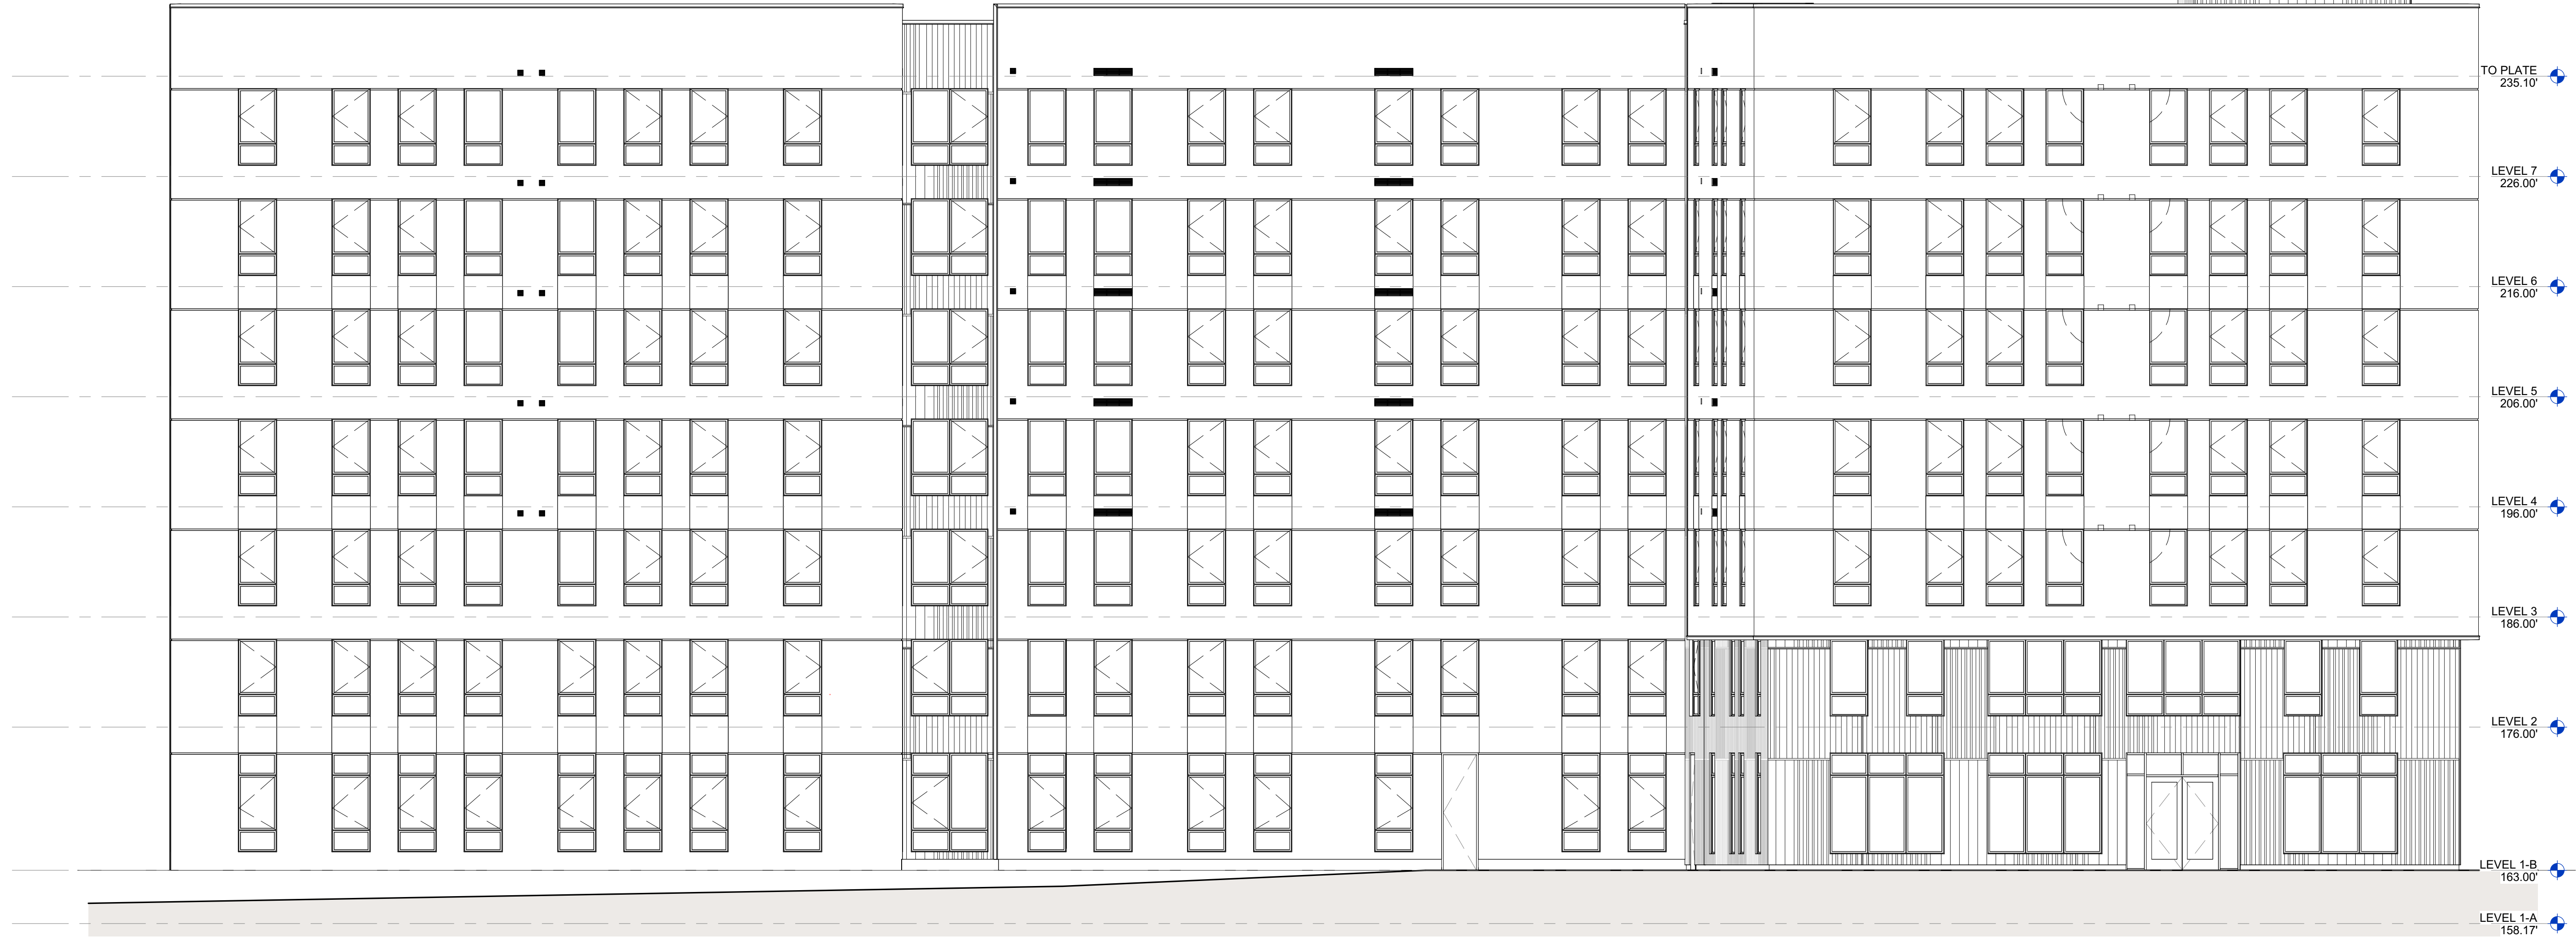 TO PLATE
235.10'
LEVEL 7
226.00'
LEVEL 6
216.00'
LEVEL 5
206.00'
LEVEL 4
196.00'
LEVEL 3
186.00'
LEVEL 2
176.00'
LEVEL 1-B
163.00'
LEVEL 1-A
158.17'